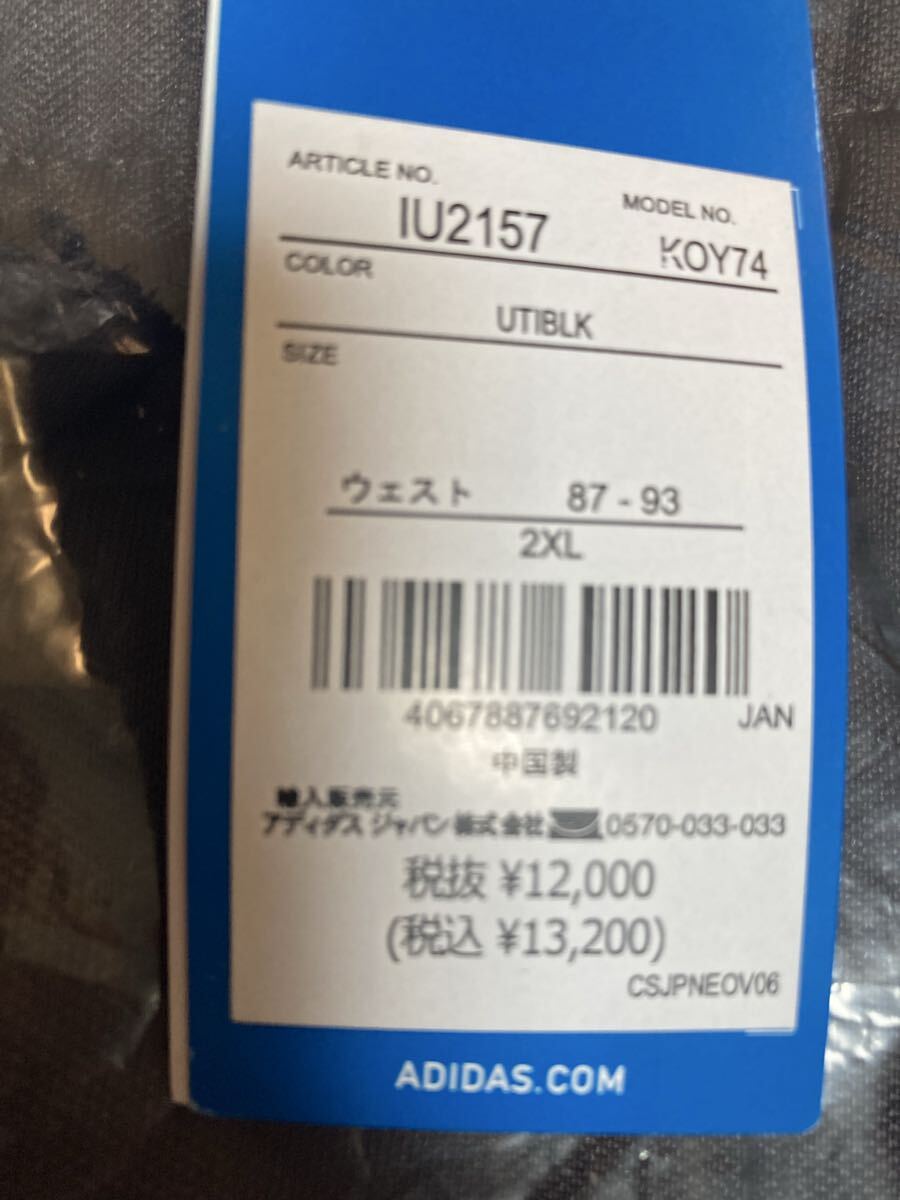 ARTICLE NO.
MODEL NO.
IU2157
KOY74
COLOR
UTIBLK
SIZE
ウェスト 87 - 93
2XL
4067887692120 JAN
中国製
輸入販売元
アディダス ジャパン 株式会社 0570-033-033
税抜 ¥12,000
(税込 ¥13,200)
CSJPNEOV06
ADIDAS.COM